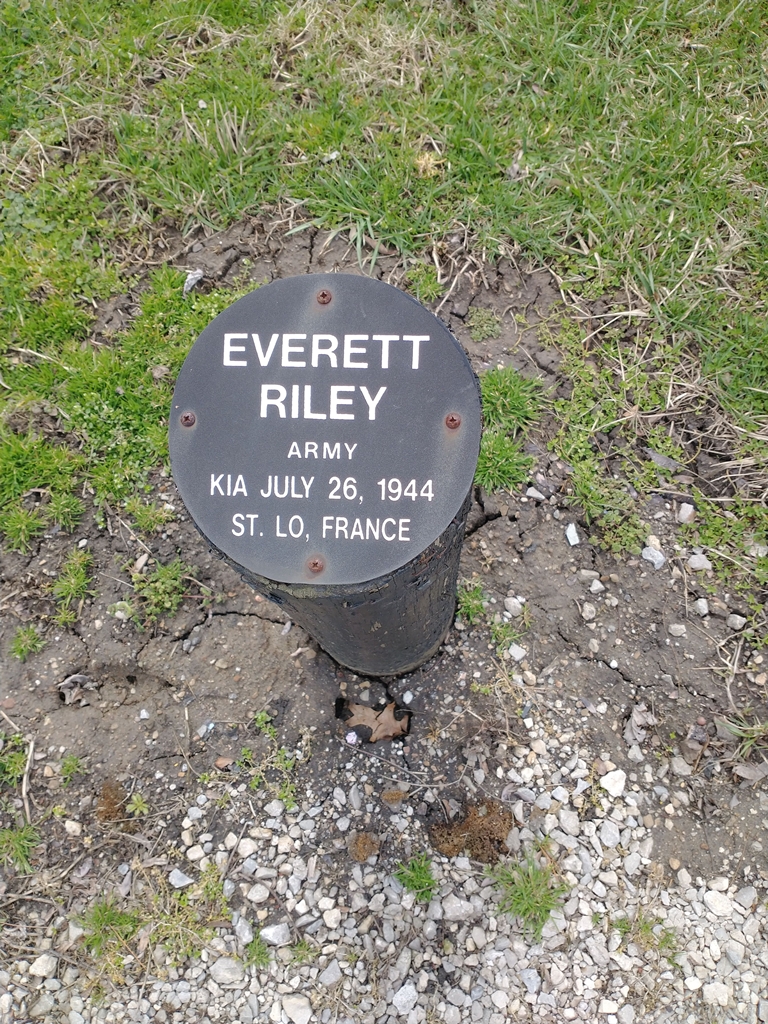 EVERETT
RILEY
ARMY
KIA JULY 26, 1944
ST. LO, FRANCE